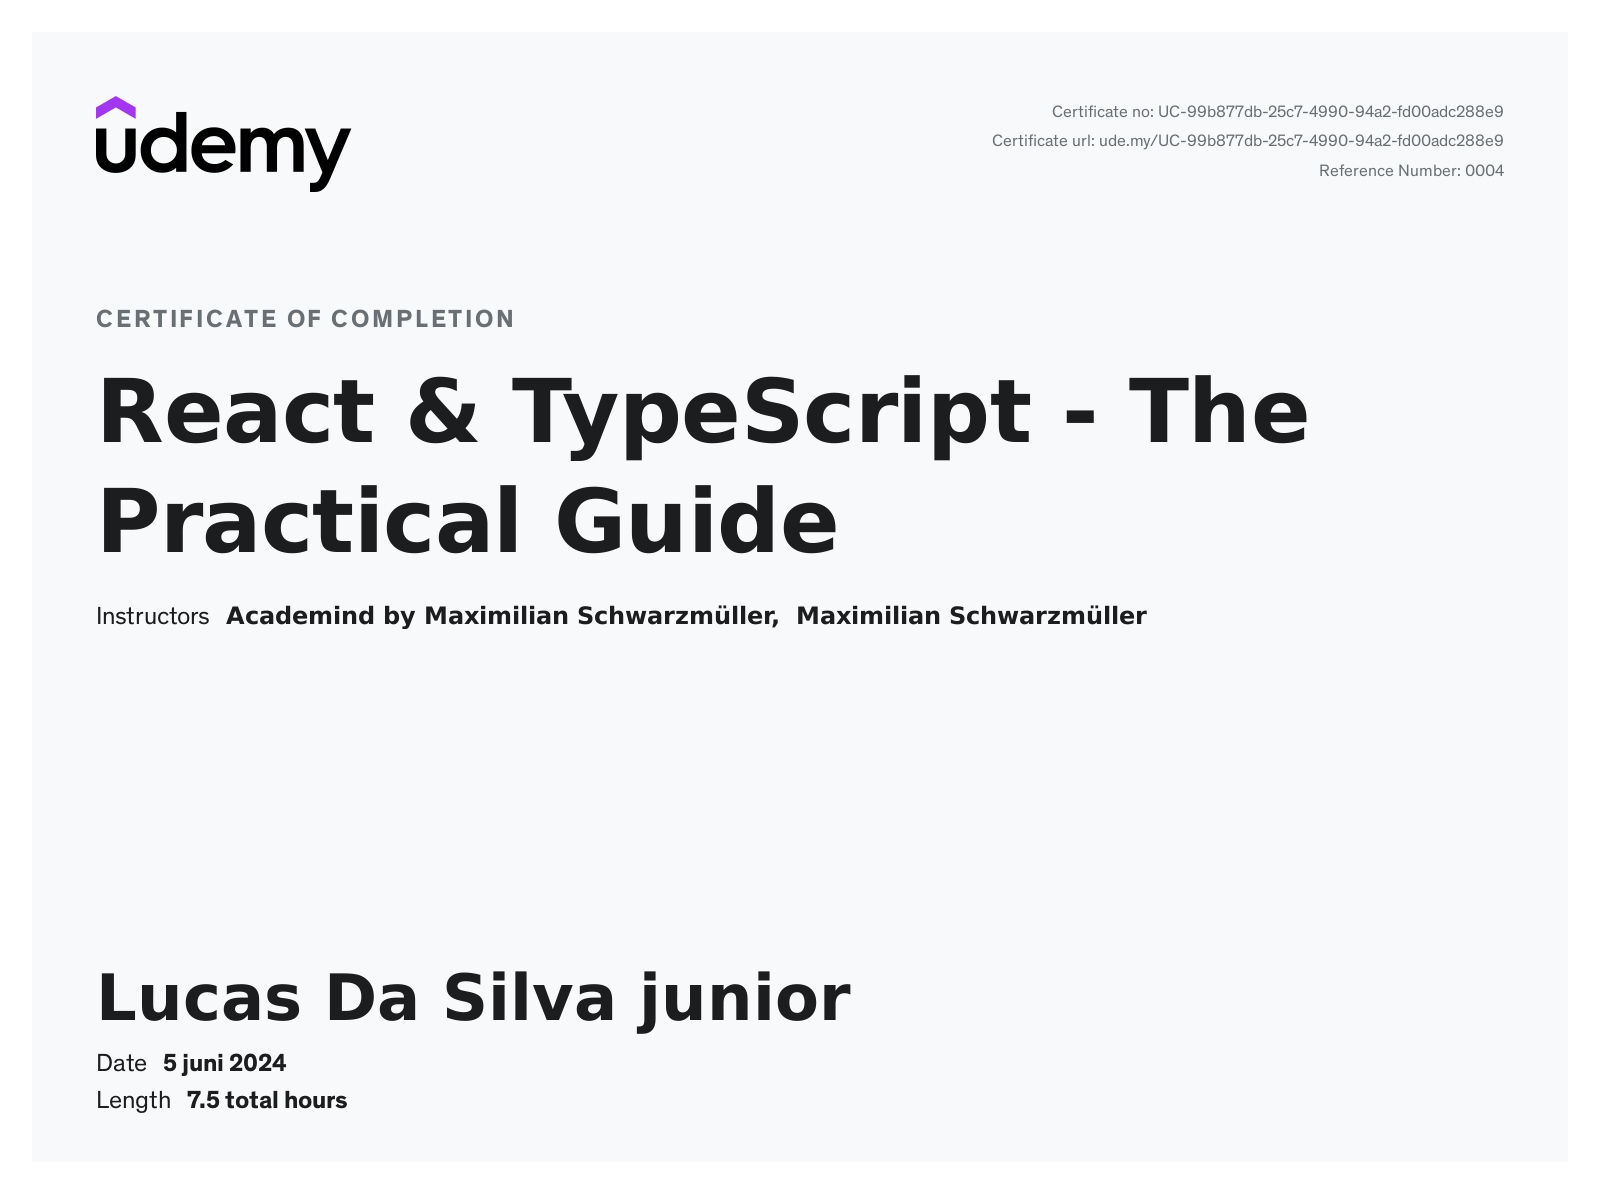 udemy
Certificate no: UC-99b877db-25c7-4990-94a2-fd00adc288e9
Certificate url: ude.my/UC-99b877db-25c7-4990-94a2-fd00adc288e9
Reference Number: 0004
CERTIFICATE OF COMPLETION
React & TypeScript - The
Practical Guide
Instructors Academind by Maximilian Schwarzmüller, Maximilian Schwarzmüller
Lucas Da Silva junior
Date 5 juni 2024
Length 7.5 total hours